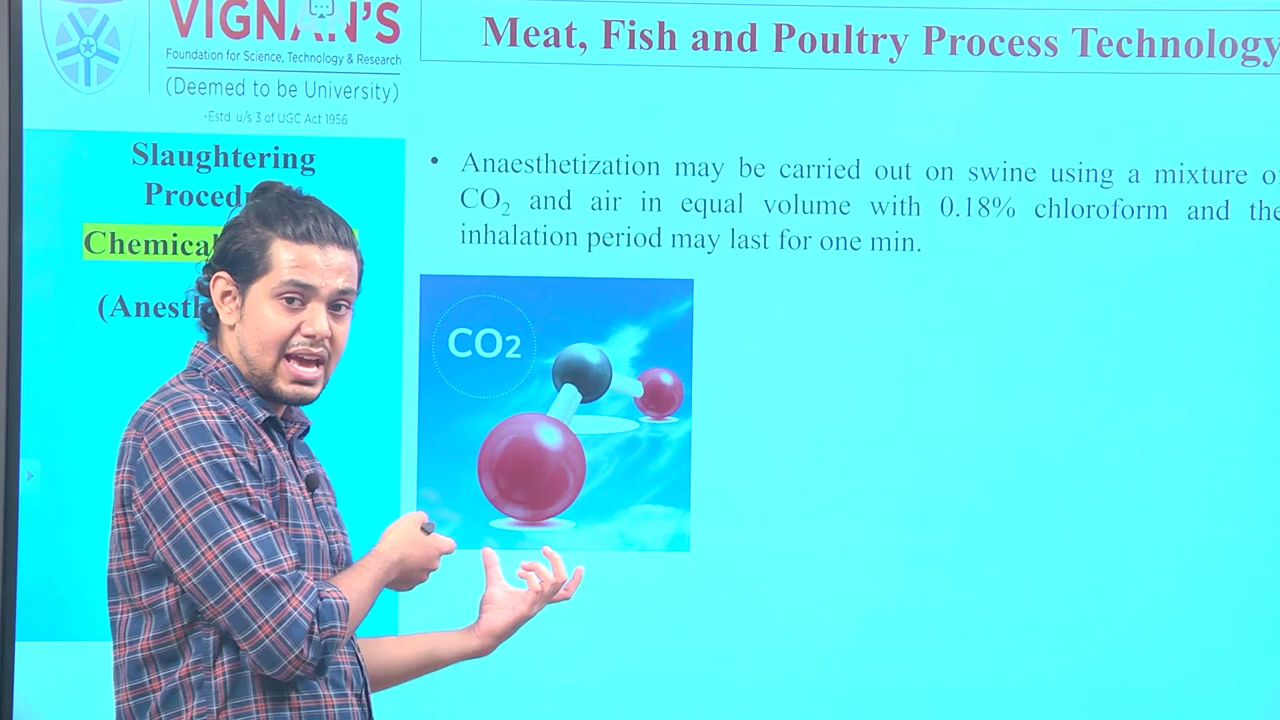 VIGNAN'S
Foundation for Science, Technology & Research
(Deemed to be University)
-Estd. u/s 3 of UGC Act 1956
Meat, Fish and Poultry Process Technology
Slaughtering
Chemical
• Anaesthetization may be carried out on swine using a mixture
CO₂ and air in equal volume with 0.18% chloroform and the
inhalation period may last for one min.
CO2